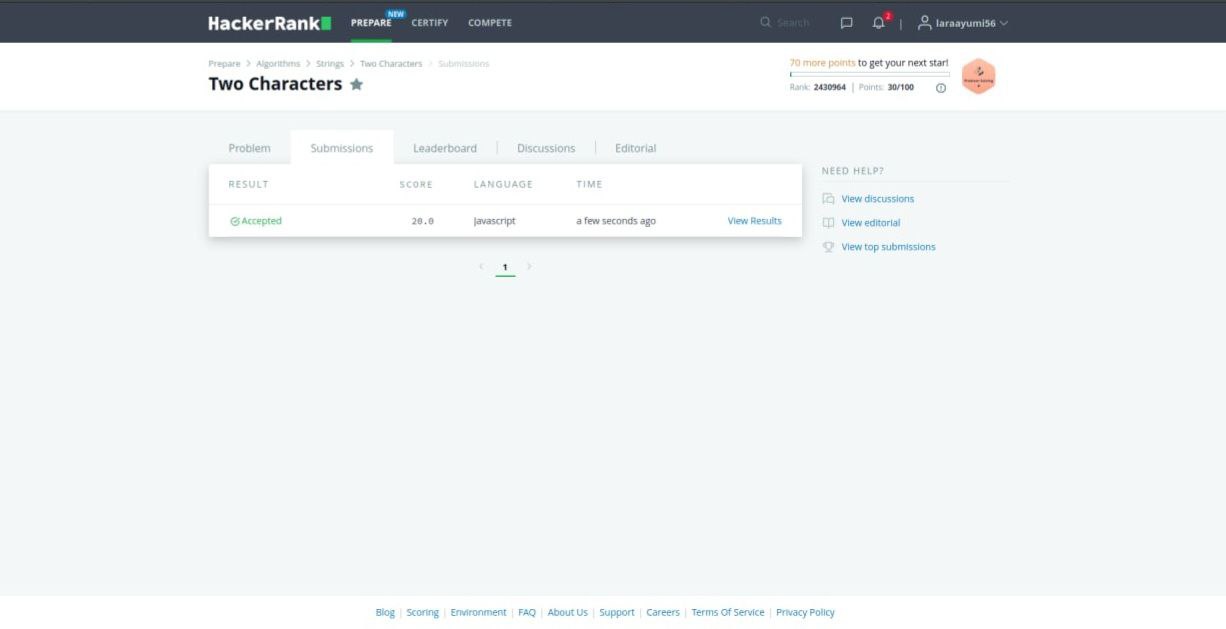 HackerRank PREPARE NEW CERTIFY COMPETE Search 2 | laraayumi56
Prepare > Algorithms > Strings > Two Characters / Submissions
Two Characters
70 more points to get your next star!
Rank: 2430964 | Points: 30/100
Problem Solving
Problem Submissions Leaderboard Discussions Editorial
RESULT SCORE LANGUAGE TIME
Accepted 20.0 Javascript a few seconds ago View Results
1
NEED HELP?
View discussions
View editorial
View top submissions
Blog | Scoring | Environment | FAQ | About Us | Support | Careers | Terms Of Service | Privacy Policy